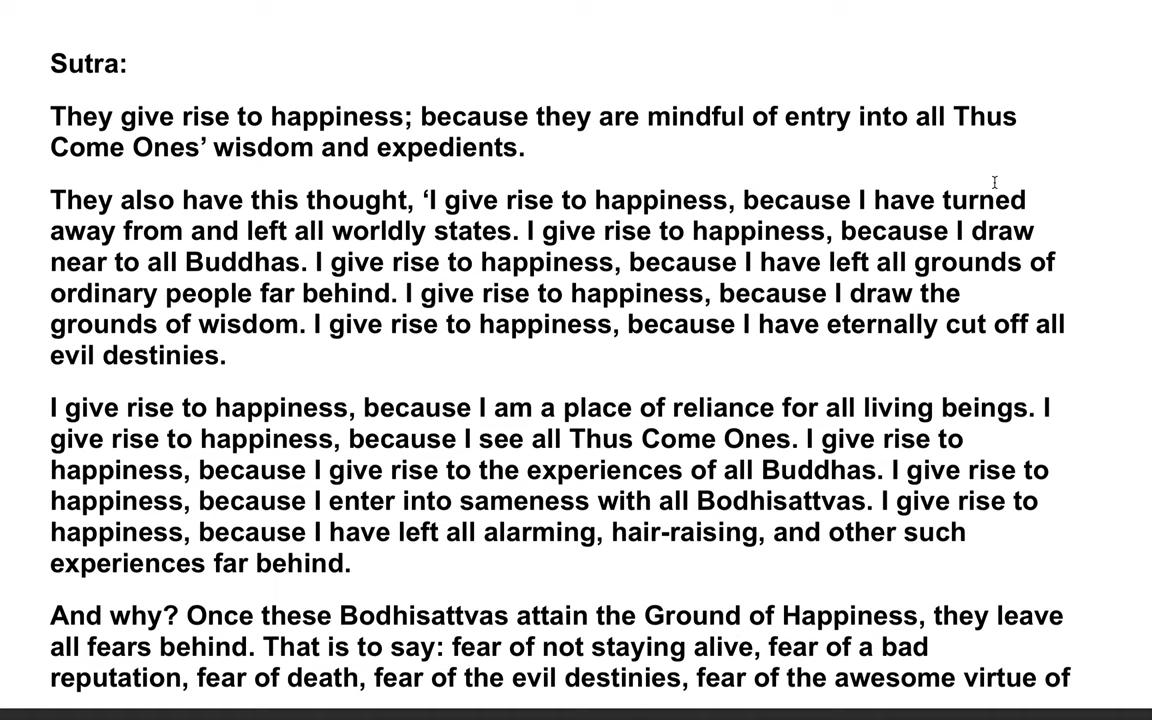 Sutra:
They give rise to happiness; because they are mindful of entry into all Thus
Come Ones’ wisdom and expedients.
They also have this thought, ‘I give rise to happiness, because I have turned
away from and left all worldly states. I give rise to happiness, because I draw
near to all Buddhas. I give rise to happiness, because I have left all grounds of
ordinary people far behind. I give rise to happiness, because I draw the
grounds of wisdom. I give rise to happiness, because I have eternally cut off all
evil destinies.
I give rise to happiness, because I am a place of reliance for all living beings. I
give rise to happiness, because I see all Thus Come Ones. I give rise to
happiness, because I give rise to the experiences of all Buddhas. I give rise to
happiness, because I enter into sameness with all Bodhisattvas. I give rise to
happiness, because I have left all alarming, hair-raising, and other such
experiences far behind.
And why? Once these Bodhisattvas attain the Ground of Happiness, they leave
all fears behind. That is to say: fear of not staying alive, fear of a bad
reputation, fear of death, fear of the evil destinies, fear of the awesome virtue of